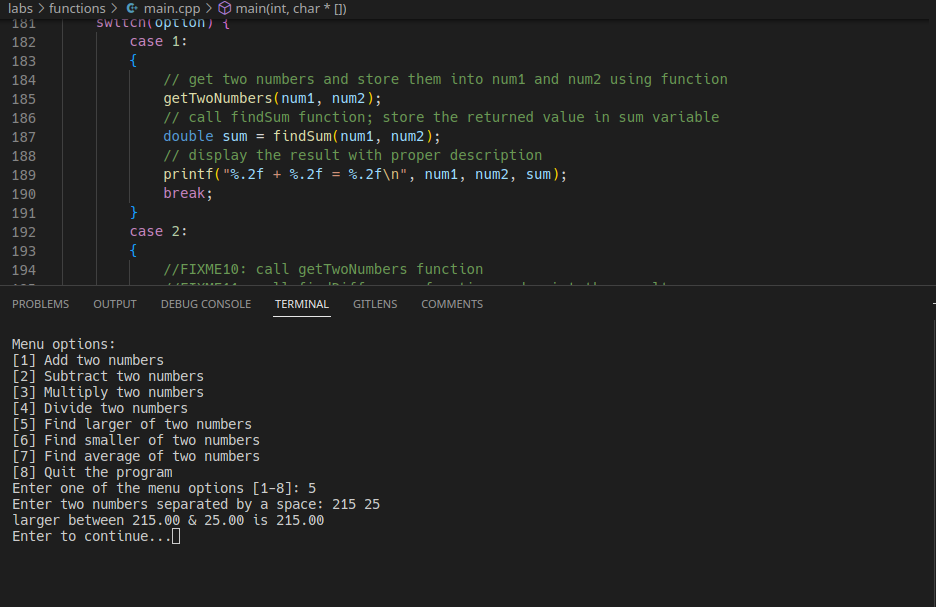 labs > functions > main.cpp > main(int, char * [])
181 switch(option) {
182 case 1:
183 {
184 // get two numbers and store them into num1 and num2 using function
185 getTwoNumbers(num1, num2);
186 // call findSum function; store the returned value in sum variable
187 double sum = findSum(num1, num2);
188 // display the result with proper description
189 printf("%.2f + %.2f = %.2f\n", num1, num2, sum);
190 break;
191 }
192 case 2:
193 {
194 //FIXME10: call getTwoNumbers function
PROBLEMS OUTPUT DEBUG CONSOLE TERMINAL GITLENS COMMENTS
Menu options:
[1] Add two numbers
[2] Subtract two numbers
[3] Multiply two numbers
[4] Divide two numbers
[5] Find larger of two numbers
[6] Find smaller of two numbers
[7] Find average of two numbers
[8] Quit the program
Enter one of the menu options [1-8]: 5
Enter two numbers separated by a space: 215 25
larger between 215.00 & 25.00 is 215.00
Enter to continue...